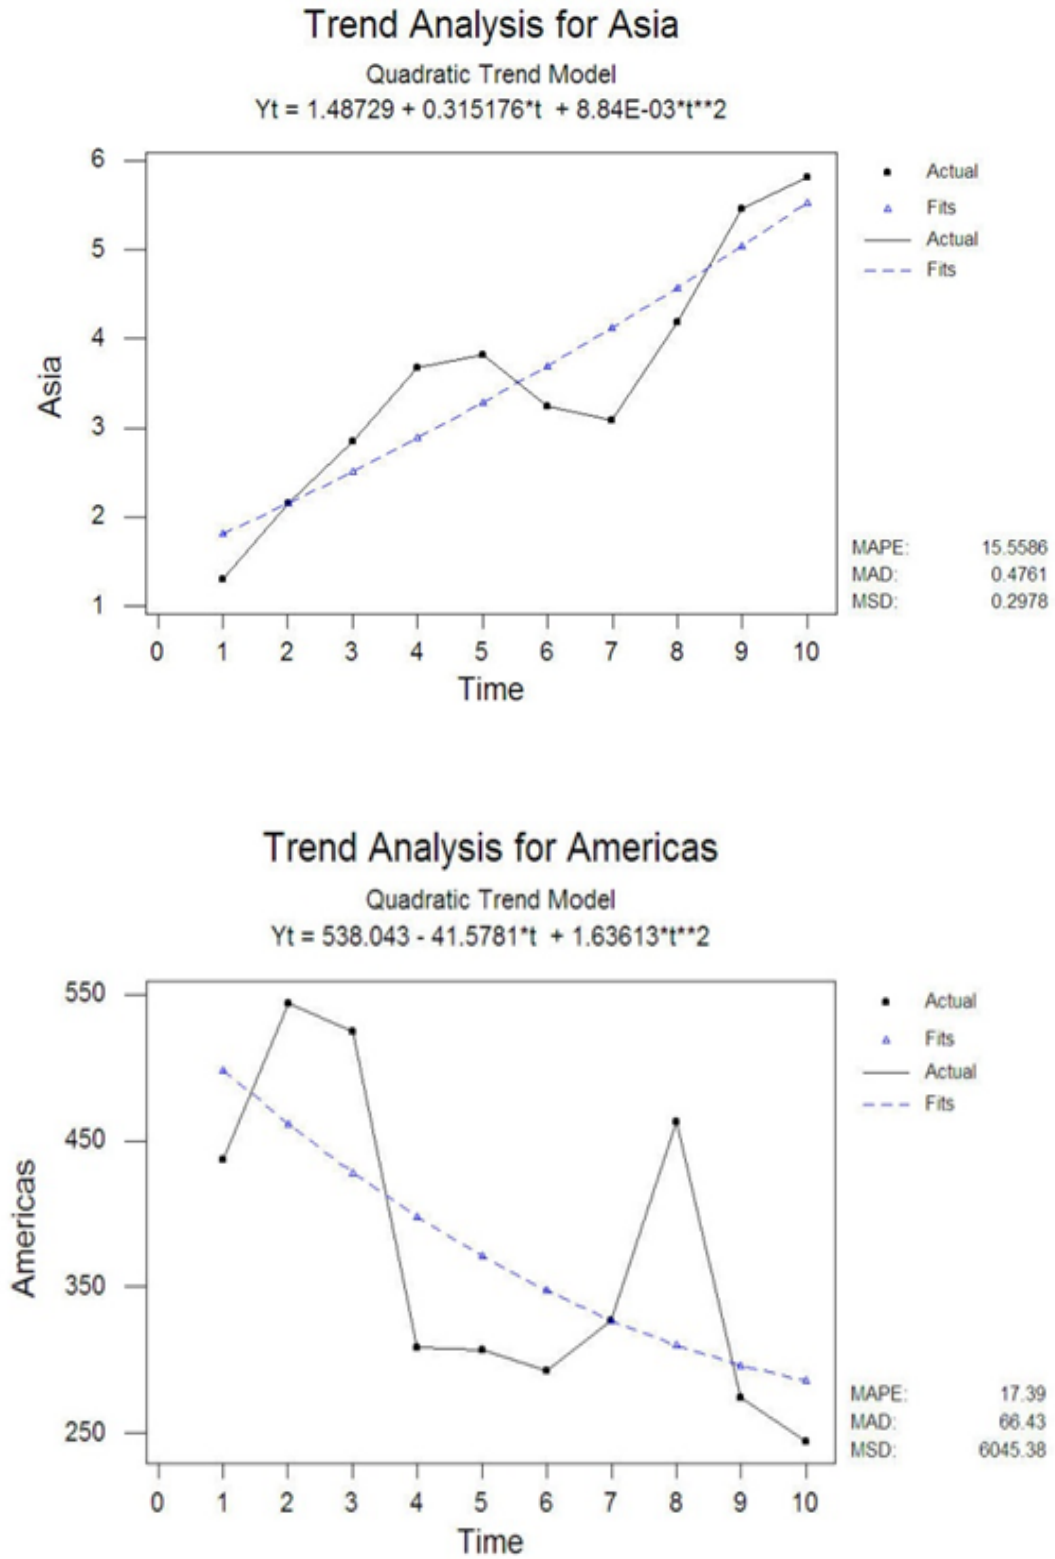 Trend Analysis for Asia
Quadratic Trend Model
Yt = 1.48729 + 0.315176*t + 8.84E-03*t**2
6
5
4
3
2
1
Asia
0 1 2 3 4 5 6 7 8 9 10
Time
Actual
Fits
Actual
Fits
MAPE: 15.5586
MAD: 0.4761
MSD: 0.2978
Trend Analysis for Americas
Quadratic Trend Model
Yt = 538.043 - 41.5781*t + 1.63613*t**2
550
450
350
250
Americas
0 1 2 3 4 5 6 7 8 9 10
Time
Actual
Fits
Actual
Fits
MAPE: 17.39
MAD: 66.43
MSD: 6045.38